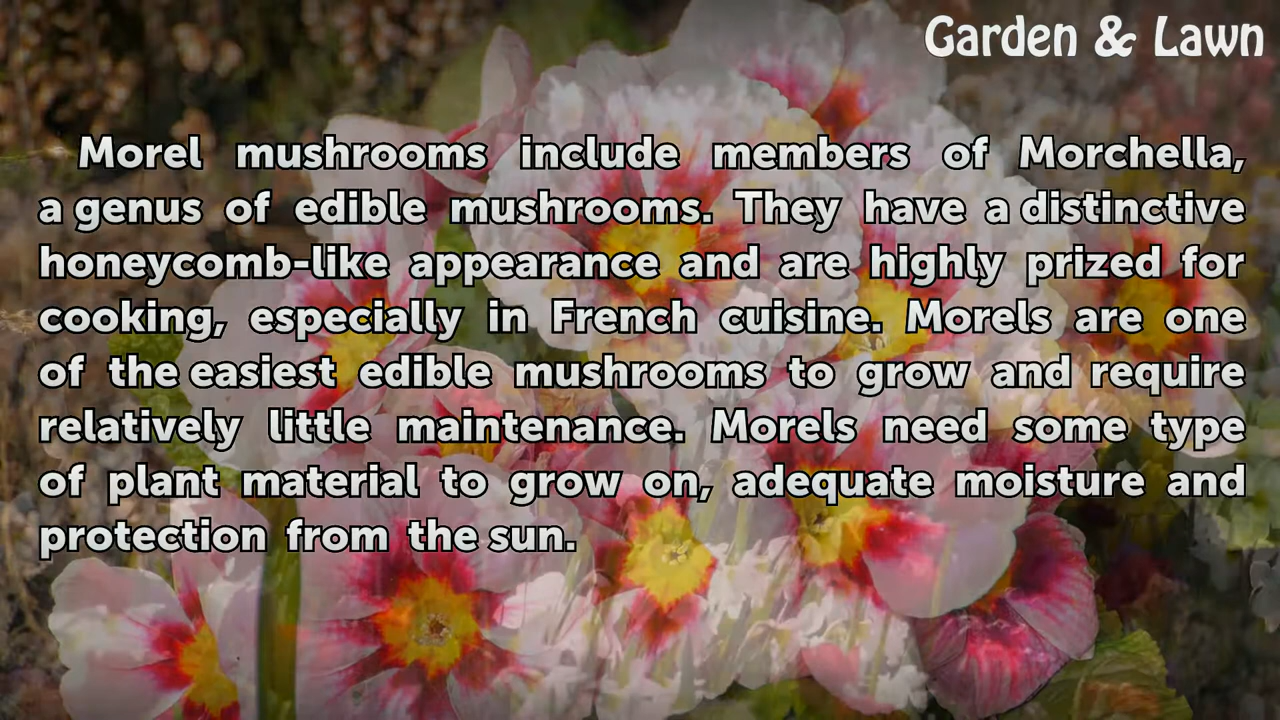 Garden & Lawn
Morel mushrooms include members of Morchella,
a genus of edible mushrooms. They have a distinctive
honeycomb-like appearance and are highly prized for
cooking, especially in French cuisine. Morels are one
of the easiest edible mushrooms to grow and require
relatively little maintenance. Morels need some type
of plant material to grow on, adequate moisture and
protection from the sun.